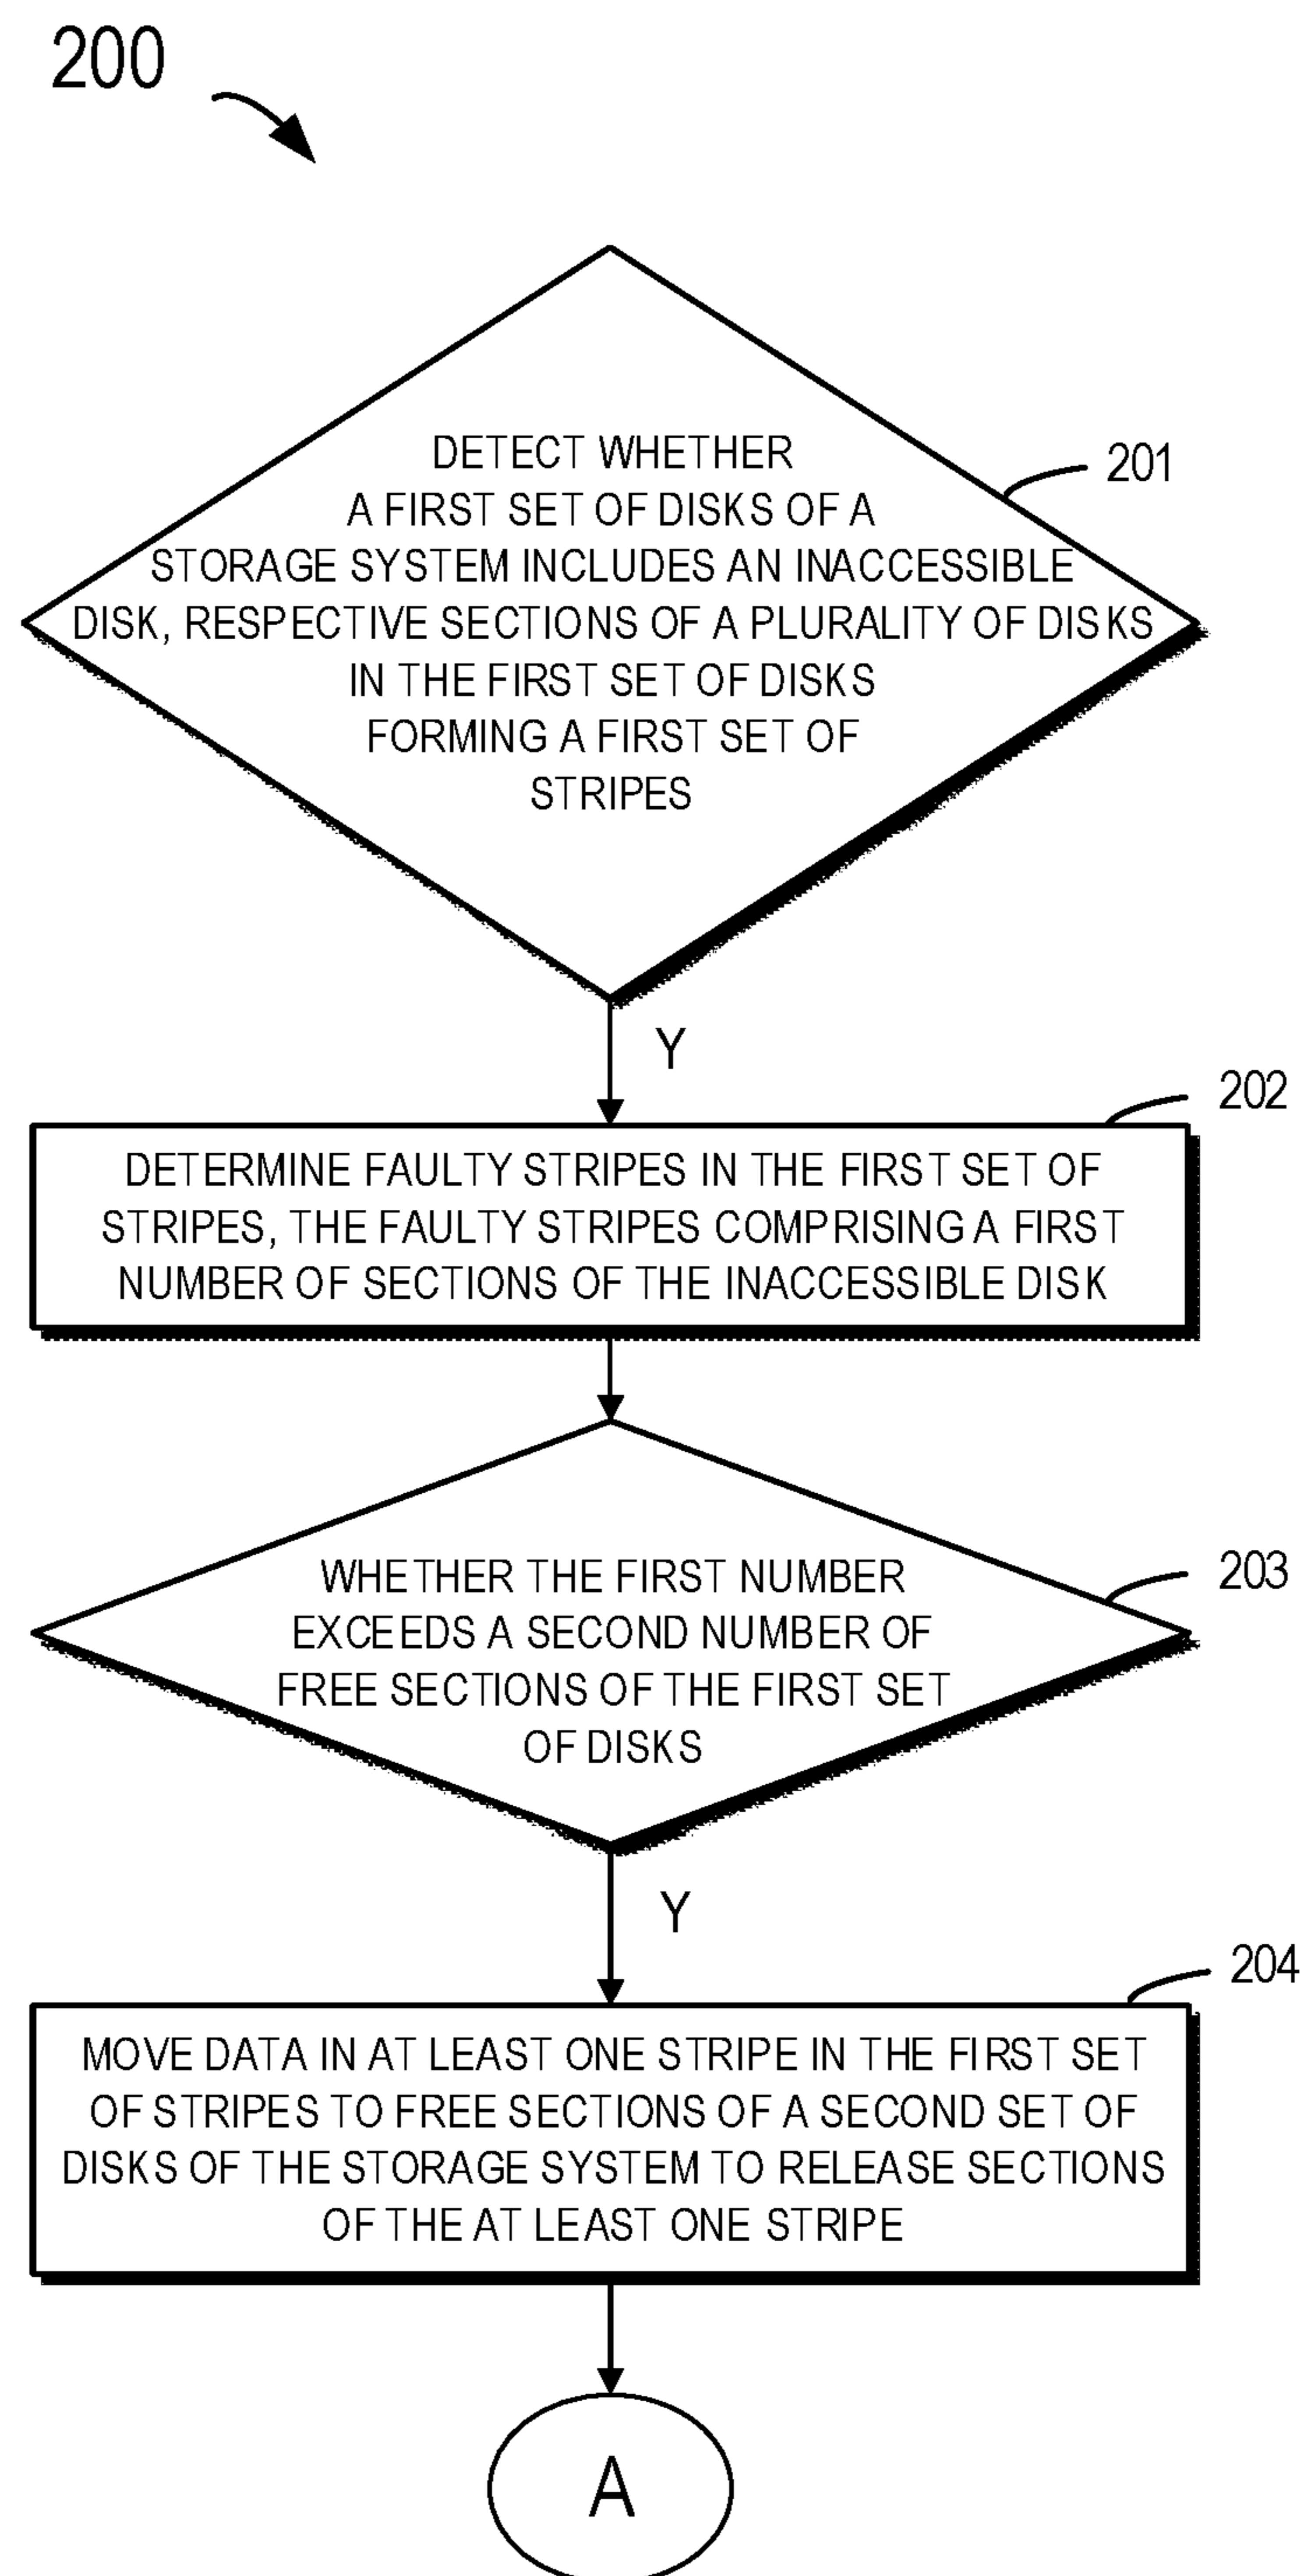 200
DETECT WHETHER
A FIRST SET OF DISKS OF A
STORAGE SYSTEM INCLUDES AN INACCESSIBLE
DISK, RESPECTIVE SECTIONS OF A PLURALITY OF DISKS
IN THE FIRST SET OF DISKS
FORMING A FIRST SET OF
STRIPES
201
Y
202
DETERMINE FAULTY STRIPES IN THE FIRST SET OF
STRIPES, THE FAULTY STRIPES COMPRISING A FIRST
NUMBER OF SECTIONS OF THE INACCESSIBLE DISK
WHETHER THE FIRST NUMBER
EXCEEDS A SECOND NUMBER OF
FREE SECTIONS OF THE FIRST SET
OF DISKS
203
Y
204
MOVE DATA IN AT LEAST ONE STRIPE IN THE FIRST SET
OF STRIPES TO FREE SECTIONS OF A SECOND SET OF
DISKS OF THE STORAGE SYSTEM TO RELEASE SECTIONS
OF THE AT LEAST ONE STRIPE
A